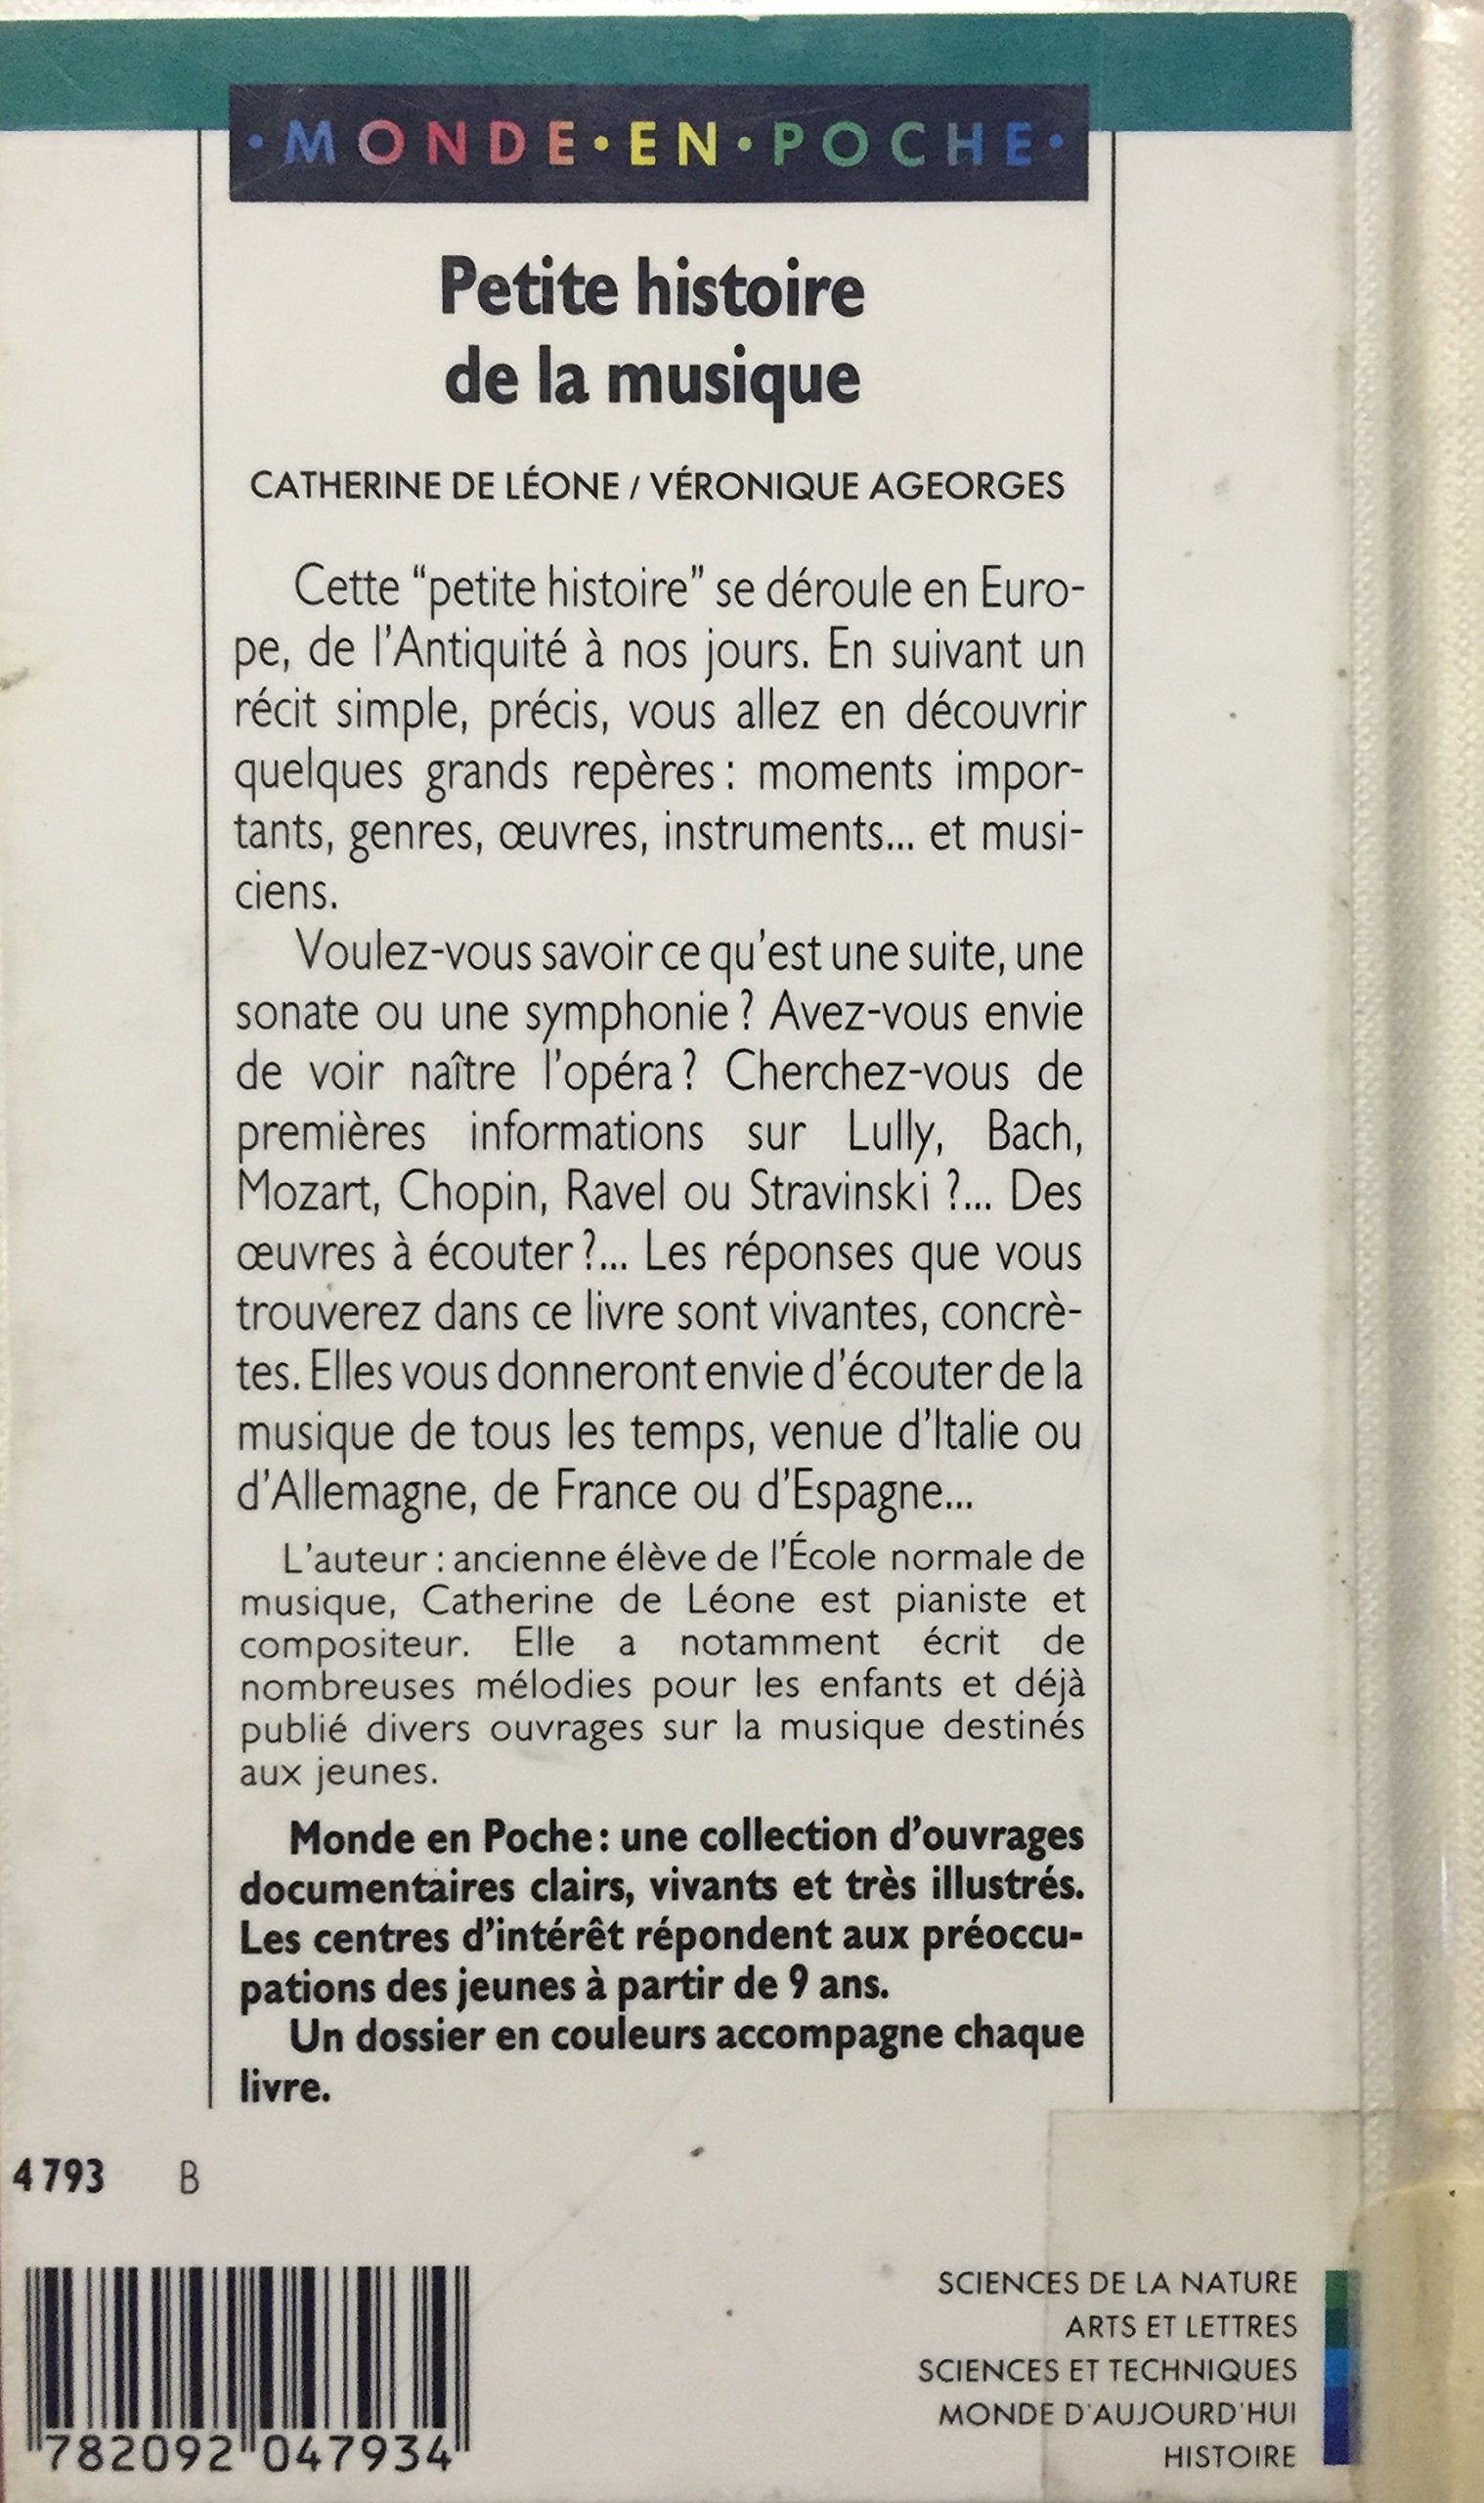 ·MONDE·EN·POCHE·
Petite histoire
de la musique
CATHERINE DE LÉONE / VÉRONIQUE AGEORGES
Cette “petite histoire” se déroule en Euro-
pe, de l’Antiquité à nos jours. En suivant un
récit simple, précis, vous allez en découvrir
quelques grands repères : moments impor-
tants, genres, œuvres, instruments... et musi-
ciens.
Voulez-vous savoir ce qu’est une suite, une
sonate ou une symphonie ? Avez-vous envie
de voir naître l’opéra ? Cherchez-vous de
premières informations sur Lully, Bach,
Mozart, Chopin, Ravel ou Stravinski ?... Des
œuvres à écouter ?... Les réponses que vous
trouverez dans ce livre sont vivantes, concrè-
tes. Elles vous donneront envie d’écouter de la
musique de tous les temps, venue d’Italie ou
d’Allemagne, de France ou d’Espagne...
L’auteur : ancienne élève de l’École normale de
musique, Catherine de Léone est pianiste et
compositeur. Elle a notamment écrit de
nombreuses mélodies pour les enfants et déjà
publié divers ouvrages sur la musique destinés
aux jeunes.
Monde en Poche : une collection d’ouvrages
documentaires clairs, vivants et très illustrés.
Les centres d’intérêt répondent aux préoccu-
pations des jeunes à partir de 9 ans.
Un dossier en couleurs accompagne chaque
livre.
4 793 B
782092 047934
SCIENCES DE LA NATURE
ARTS ET LETTRES
SCIENCES ET TECHNIQUES
MONDE D'AUJOURD'HUI
HISTOIRE